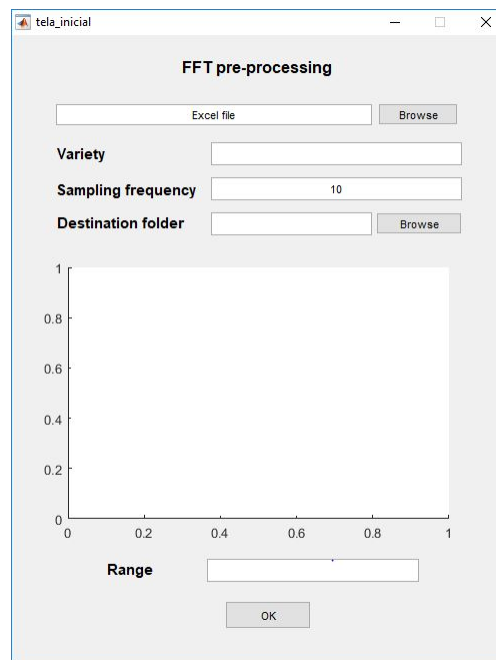 tela_inicial
FFT pre-processing
Excel file Browse
Variety
Sampling frequency 10
Destination folder Browse
1
0.8
0.6
0.4
0.2
0
0 0.2 0.4 0.6 0.8 1
Range
OK